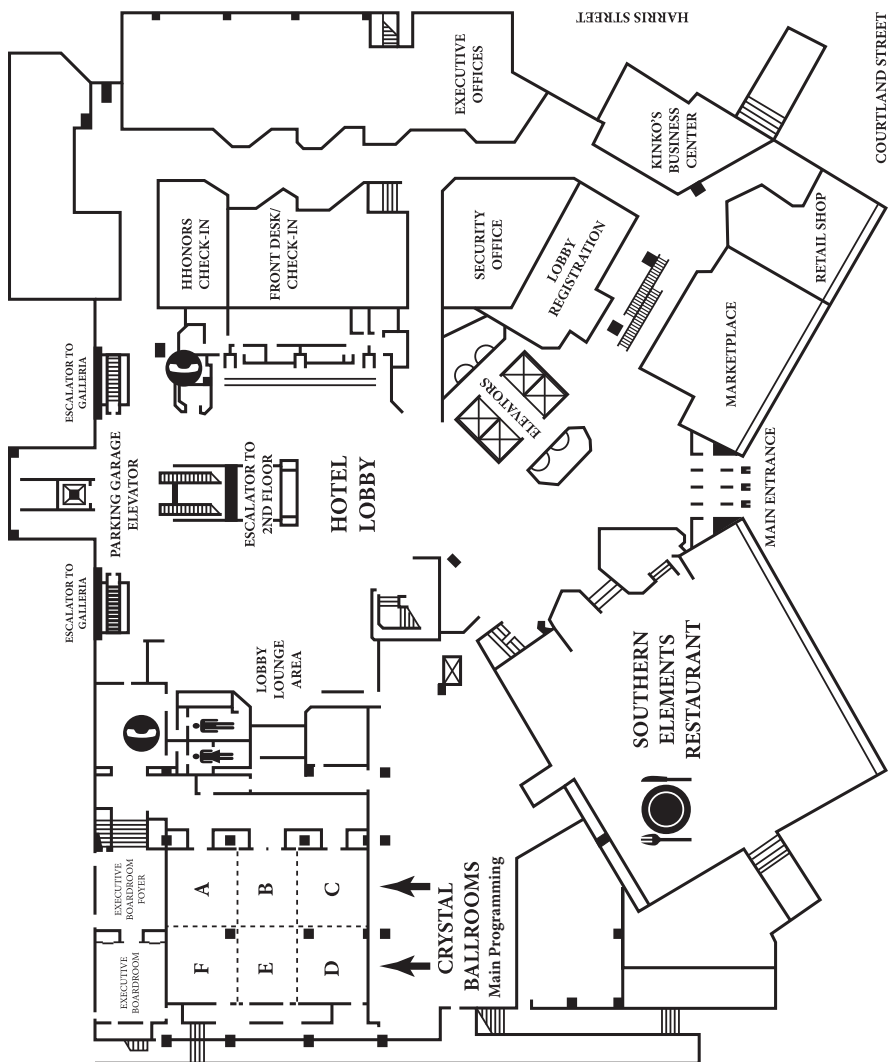 HARRIS STREET
COURTLAND STREET
EXECUTIVE
OFFICES
KINKO'S
BUSINESS
CENTER
HHONORS
CHECK-IN
FRONT DESK/
CHECK-IN
SECURITY
OFFICE
LOBBY
REGISTRATION
RETAIL SHOP
MARKETPLACE
ESCALATOR TO
GALLERIA
ELEVATORS
PARKING GARAGE
ELEVATOR
ESCALATOR TO
2ND FLOOR
HOTEL
LOBBY
MAIN ENTRANCE
ESCALATOR TO
GALLERIA
LOBBY
LOUNGE
AREA
SOUTHERN
ELEMENTS
RESTAURANT
EXECUTIVE
BOARDROOM
FOYER
A
B
C
CRYSTAL
BALLROOMS
Main Programming
EXECUTIVE
BOARDROOM
F
E
D